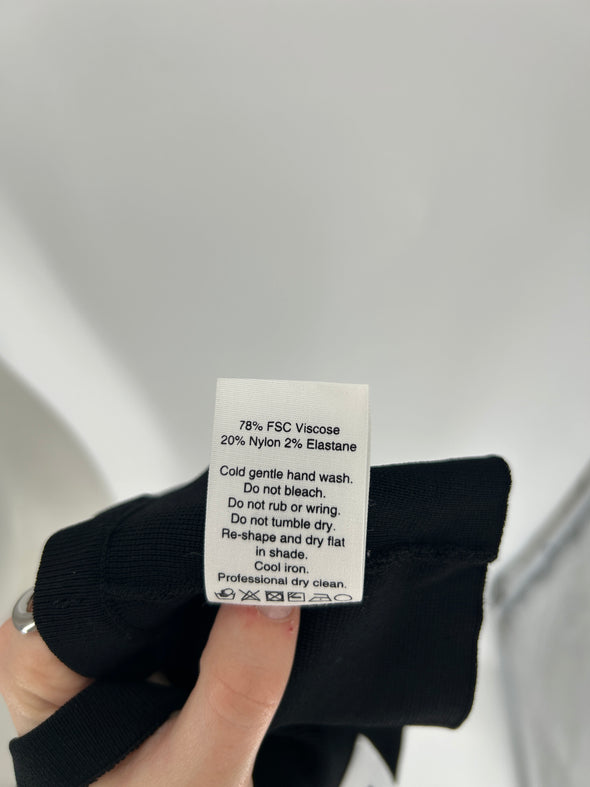 78% FSC Viscose
20% Nylon 2% Elastane
Cold gentle hand wash.
Do not bleach.
Do not rub or wring.
Do not tumble dry.
Re-shape and dry flat
in shade.
Cool iron.
Professional dry clean.